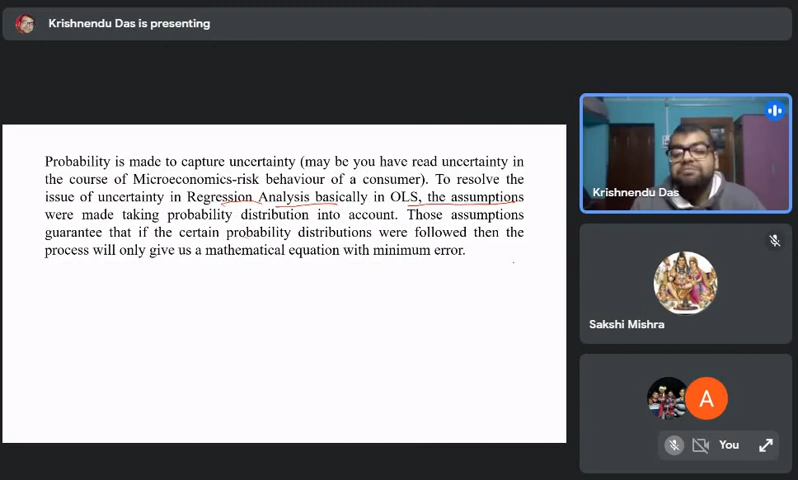 Krishnendu Das is presenting
Probability is made to capture uncertainty (may be you have read uncertainty in
the course of Microeconomics-risk behaviour of a consumer). To resolve the
issue of uncertainty in Regression Analysis basically in OLS, the assumptions
were made taking probability distribution into account. Those assumptions
guarantee that if the certain probability distributions were followed then the
process will only give us a mathematical equation with minimum error.
Krishnendu Das
Sakshi Mishra
A
You